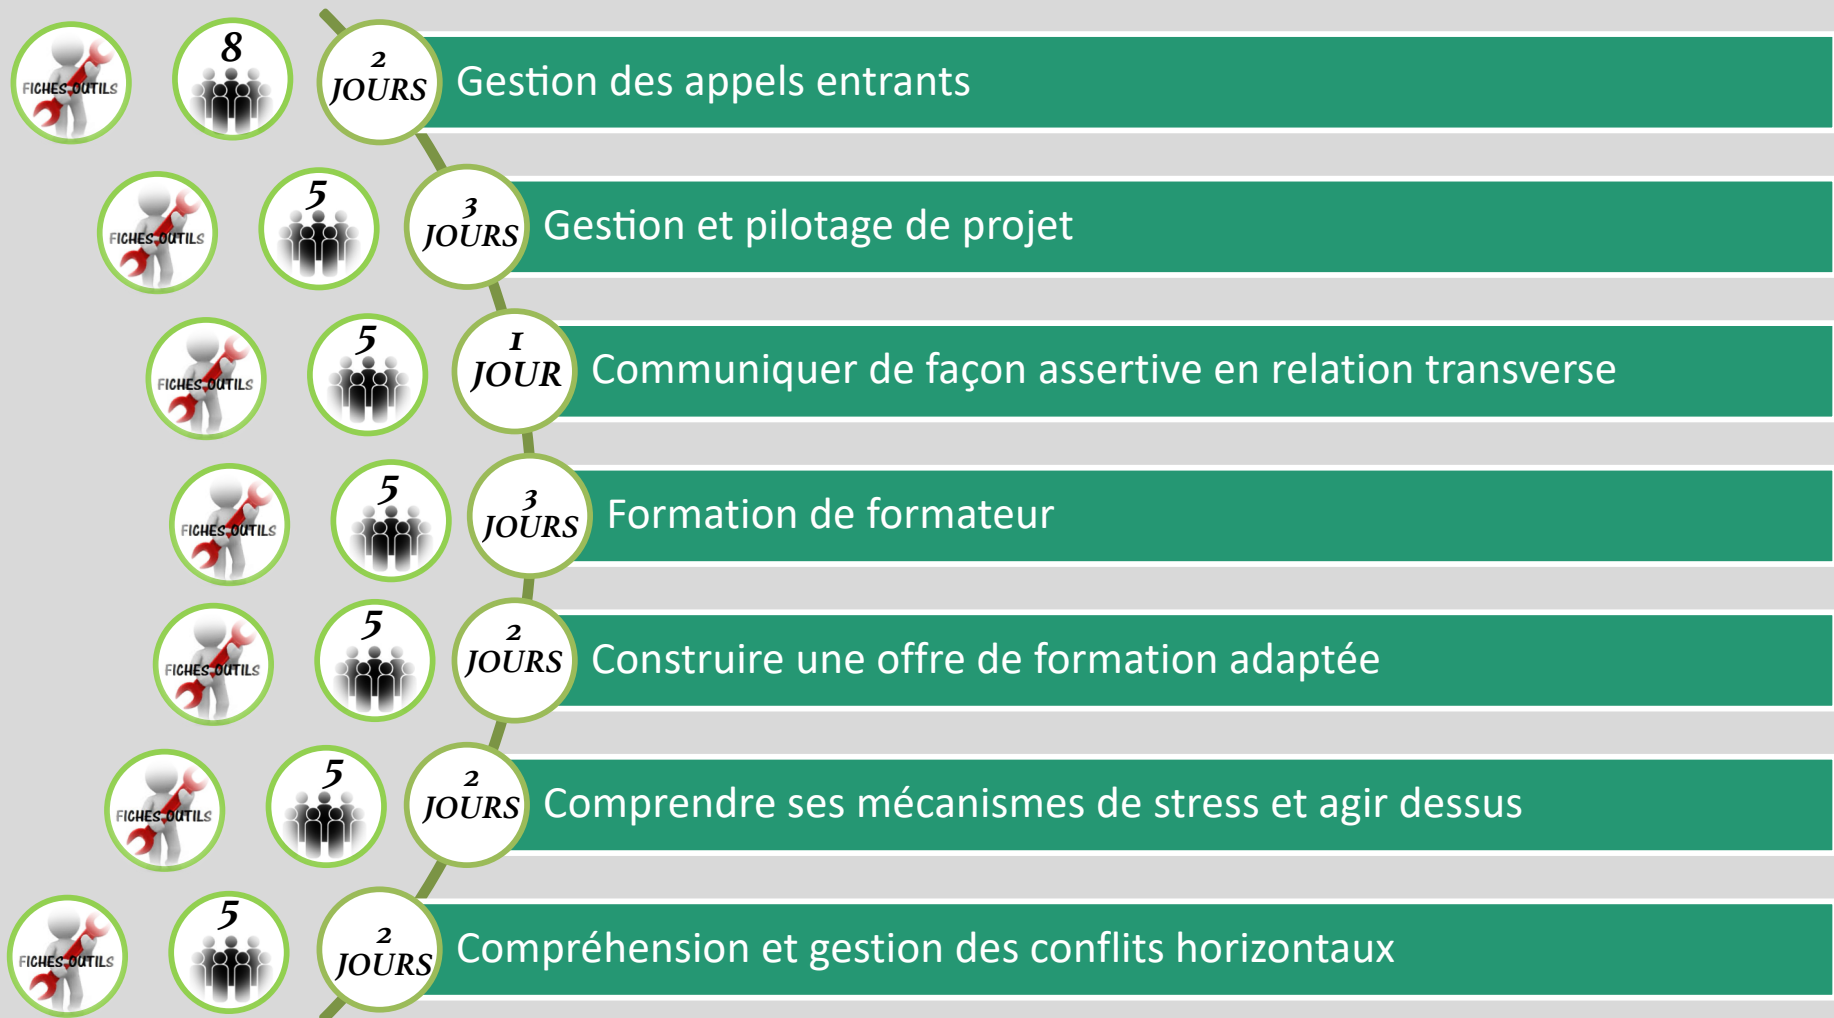 FICHES OUTILS
8
2
JOURS
Gestion des appels entrants
FICHES OUTILS
5
3
JOURS
Gestion et pilotage de projet
FICHES OUTILS
5
1
JOUR
Communiquer de façon assertive en relation transverse
FICHES OUTILS
5
3
JOURS
Formation de formateur
FICHES OUTILS
5
2
JOURS
Construire une offre de formation adaptée
FICHES OUTILS
5
2
JOURS
Comprendre ses mécanismes de stress et agir dessus
FICHES OUTILS
5
2
JOURS
Compréhension et gestion des conflits horizontaux